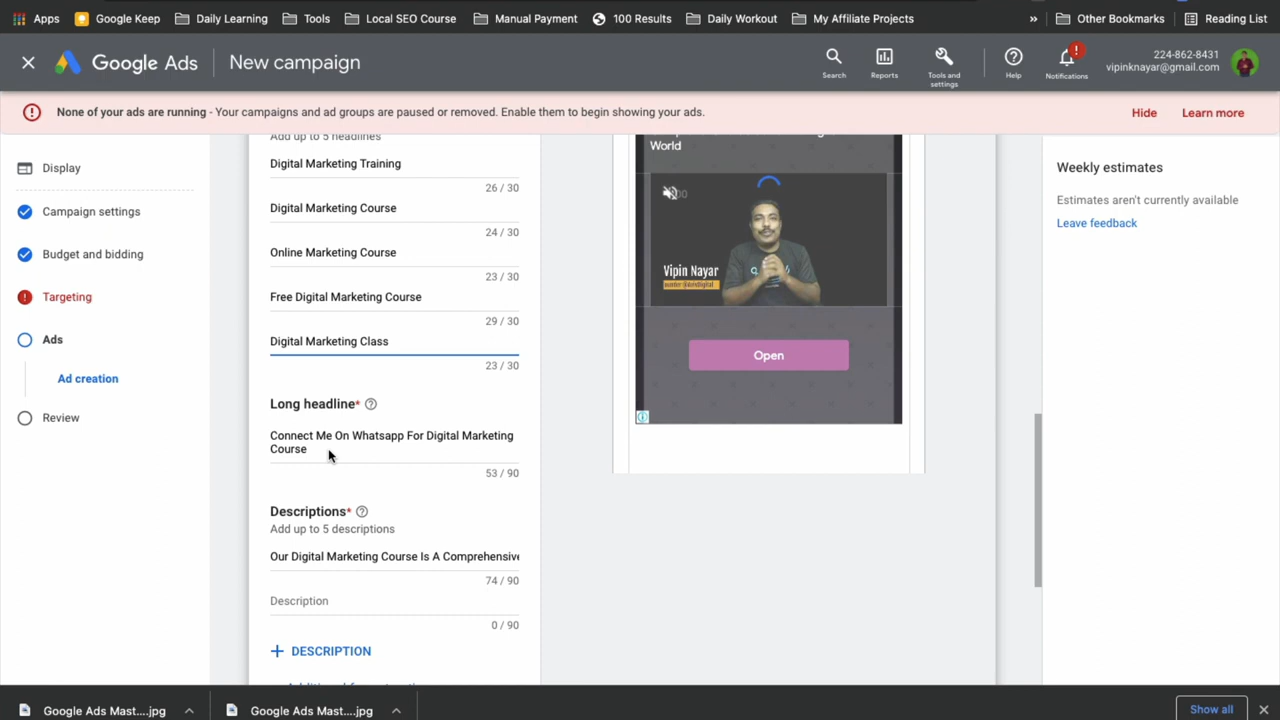 Apps
Google Keep
Daily Learning
Tools
Local SEO Course
Manual Payment
100 Results
Daily Workout
My Affiliate Projects
»
Other Bookmarks
Reading List
Google Ads
New campaign
Search
Reports
Tools and settings
Help
Notifications
224-862-8431
vipinknayar@gmail.com
None of your ads are running - Your campaigns and ad groups are paused or removed. Enable them to begin showing your ads.
Hide
Learn more
Display
Campaign settings
Budget and bidding
Targeting
Ads
Ad creation
Review
Add up to 5 headlines
Digital Marketing Training
26 / 30
Digital Marketing Course
24 / 30
Online Marketing Course
23 / 30
Free Digital Marketing Course
29 / 30
Digital Marketing Class
23 / 30
Long headline*
Connect Me On Whatsapp For Digital Marketing
Course
53 / 90
Descriptions*
Add up to 5 descriptions
Our Digital Marketing Course Is A Comprehensive
74 / 90
Description
0 / 90
+ DESCRIPTION
World
Vipin Nayar
Open
Weekly estimates
Estimates aren't currently available
Leave feedback
Google Ads Mast....jpg
Google Ads Mast....jpg
Show all